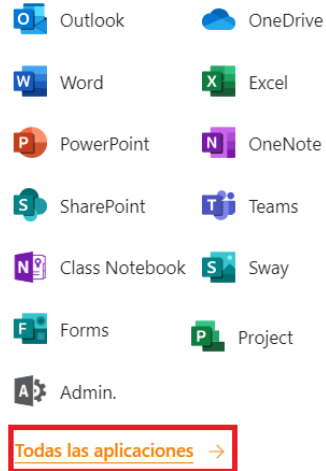 Outlook OneDrive
Word Excel
PowerPoint OneNote
SharePoint Teams
Class Notebook Sway
Forms Project
Admin.
Todas las aplicaciones →